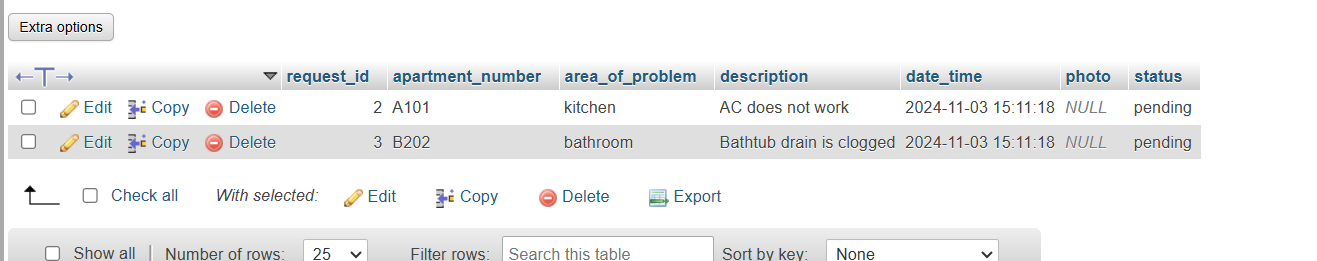 Extra options
request_id apartment_number area_of_problem description date_time photo status
Edit Copy Delete 2 A101 kitchen AC does not work 2024-11-03 15:11:18 NULL pending
Edit Copy Delete 3 B202 bathroom Bathtub drain is clogged 2024-11-03 15:11:18 NULL pending
Check all With selected: Edit Copy Delete Export
Show all Number of rows: 25 Filter rows: Search this table Sort by key: None